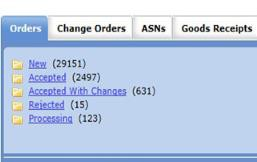 Orders Change Orders ASNs Goods Receipts
New (29151)
Accepted (2497)
Accepted With Changes (631)
Rejected (15)
Processing (123)